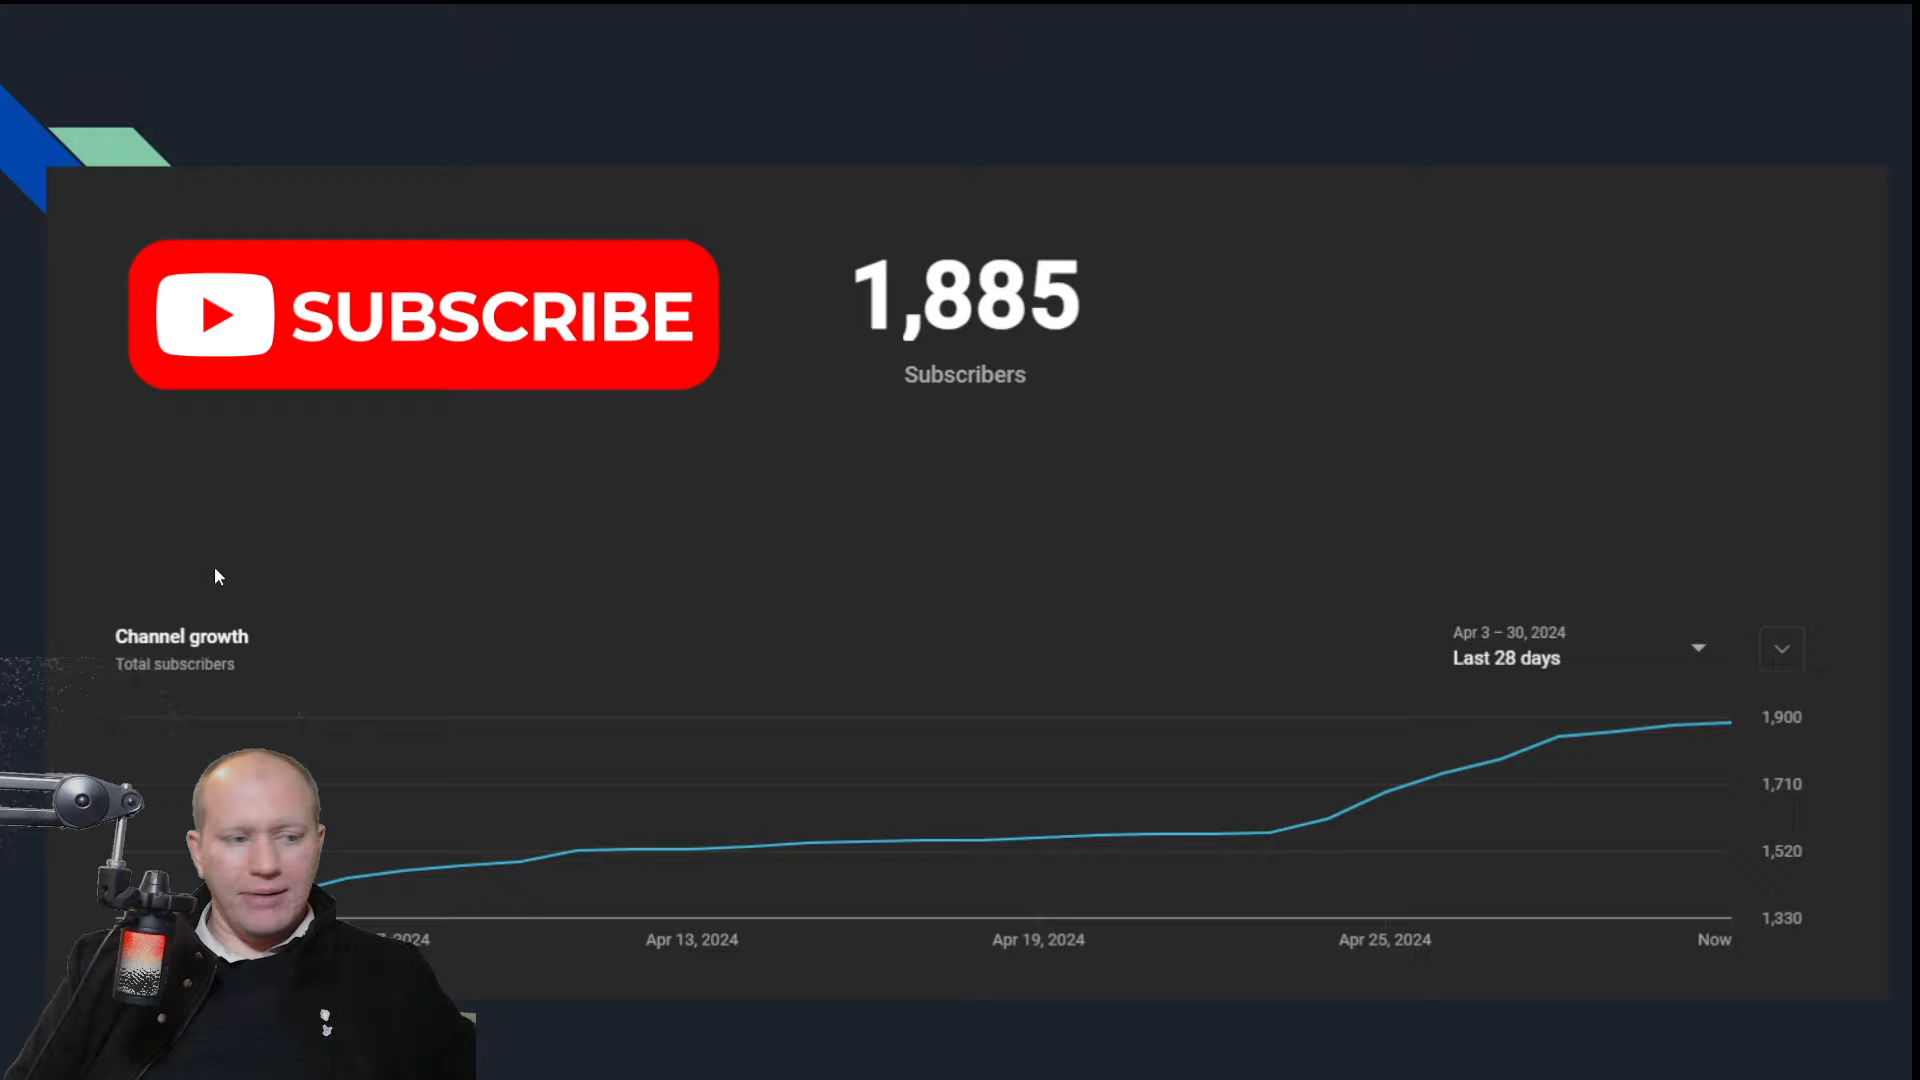 SUBSCRIBE
1,885
Subscribers
Channel growth
Total subscribers
Apr 3 – 30, 2024
Last 28 days
1,900
1,710
1,520
1,330
2024
Apr 13, 2024
Apr 19, 2024
Apr 25, 2024
Now